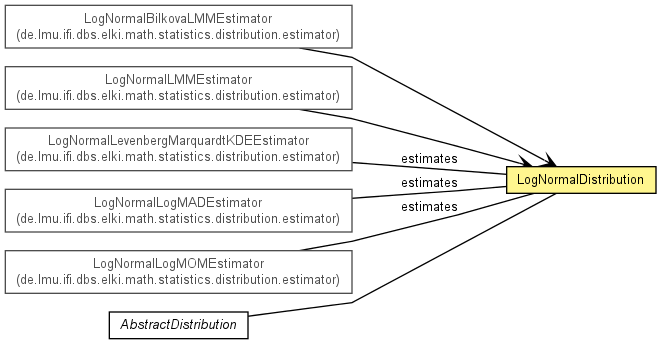 LogNormalBilkovaLMMEstimator
(de.lmu.ifi.dbs.elki.math.statistics.distribution.estimator)
LogNormalLMMEstimator
(de.lmu.ifi.dbs.elki.math.statistics.distribution.estimator)
LogNormalLevenbergMarquardtKDEEstimator
(de.lmu.ifi.dbs.elki.math.statistics.distribution.estimator)
estimates
LogNormalDistribution
estimates
LogNormalLogMADEstimator
(de.lmu.ifi.dbs.elki.math.statistics.distribution.estimator)
estimates
LogNormalLogMOMEstimator
(de.lmu.ifi.dbs.elki.math.statistics.distribution.estimator)
AbstractDistribution